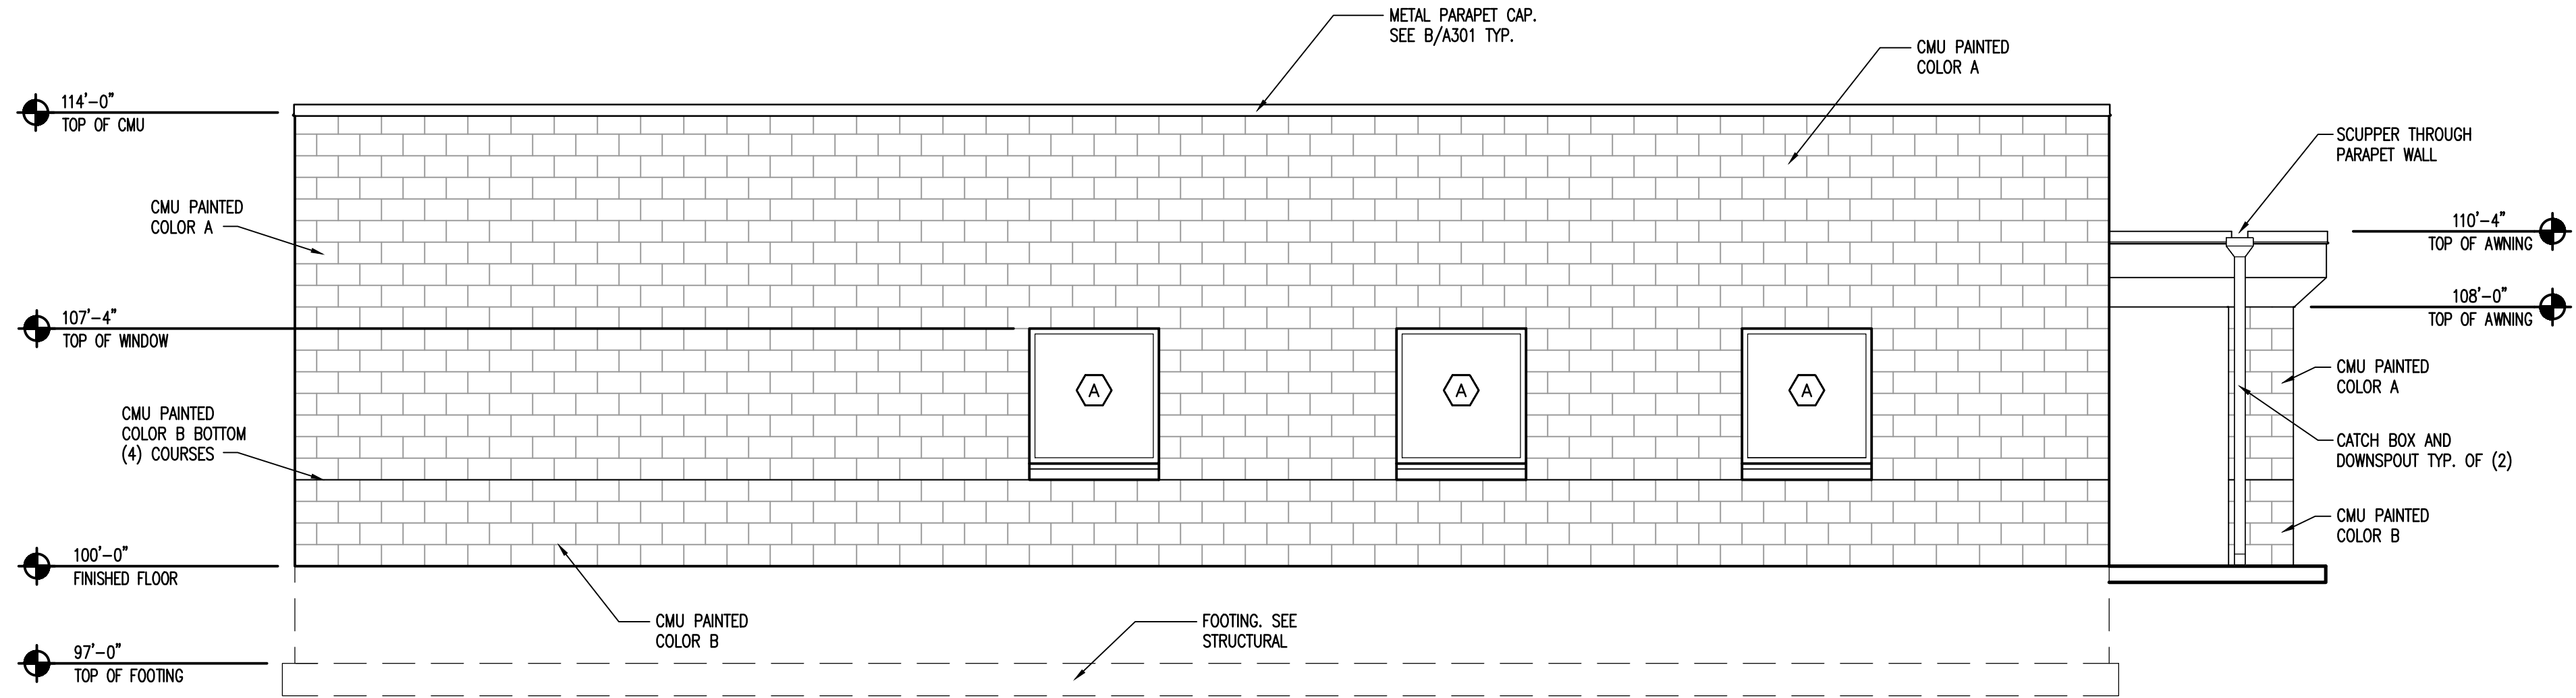 METAL PARAPET CAP.
SEE B/A301 TYP.
CMU PAINTED
COLOR A
114'-0"
TOP OF CMU
SCUPPER THROUGH
PARAPET WALL
CMU PAINTED
COLOR A
110'-4"
TOP OF AWNING
107'-4"
TOP OF WINDOW
108'-0"
TOP OF AWNING
A
A
A
CMU PAINTED
COLOR A
CMU PAINTED
COLOR B BOTTOM
(4) COURSES
CATCH BOX AND
DOWNSPOUT TYP. OF (2)
CMU PAINTED
COLOR B
100'-0"
FINISHED FLOOR
CMU PAINTED
COLOR B
FOOTING. SEE
STRUCTURAL
97'-0"
TOP OF FOOTING